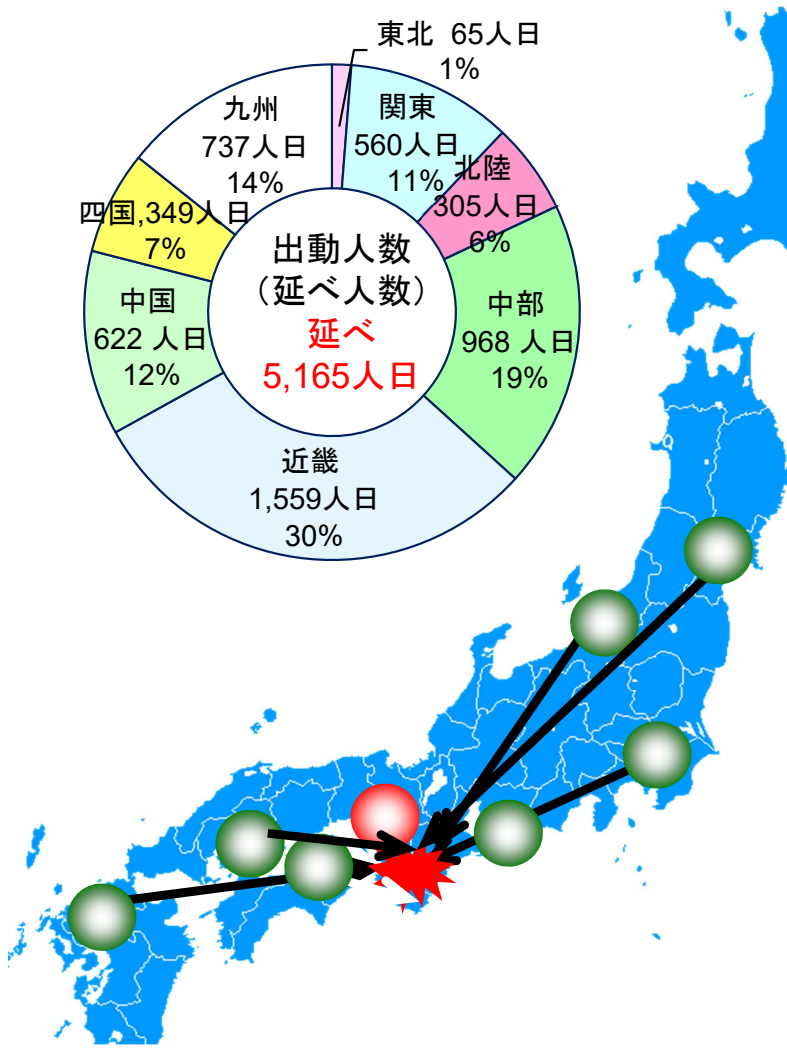 東北 65人日
1%
関東
560人日
11%
北陸
305人日
6%
中部
968 人日
19%
近畿
1,559人日
30%
中国
622 人日
12%
四国,349人日
7%
九州
737人日
14%
出動人数
（延べ人数）
延べ
5,165人日